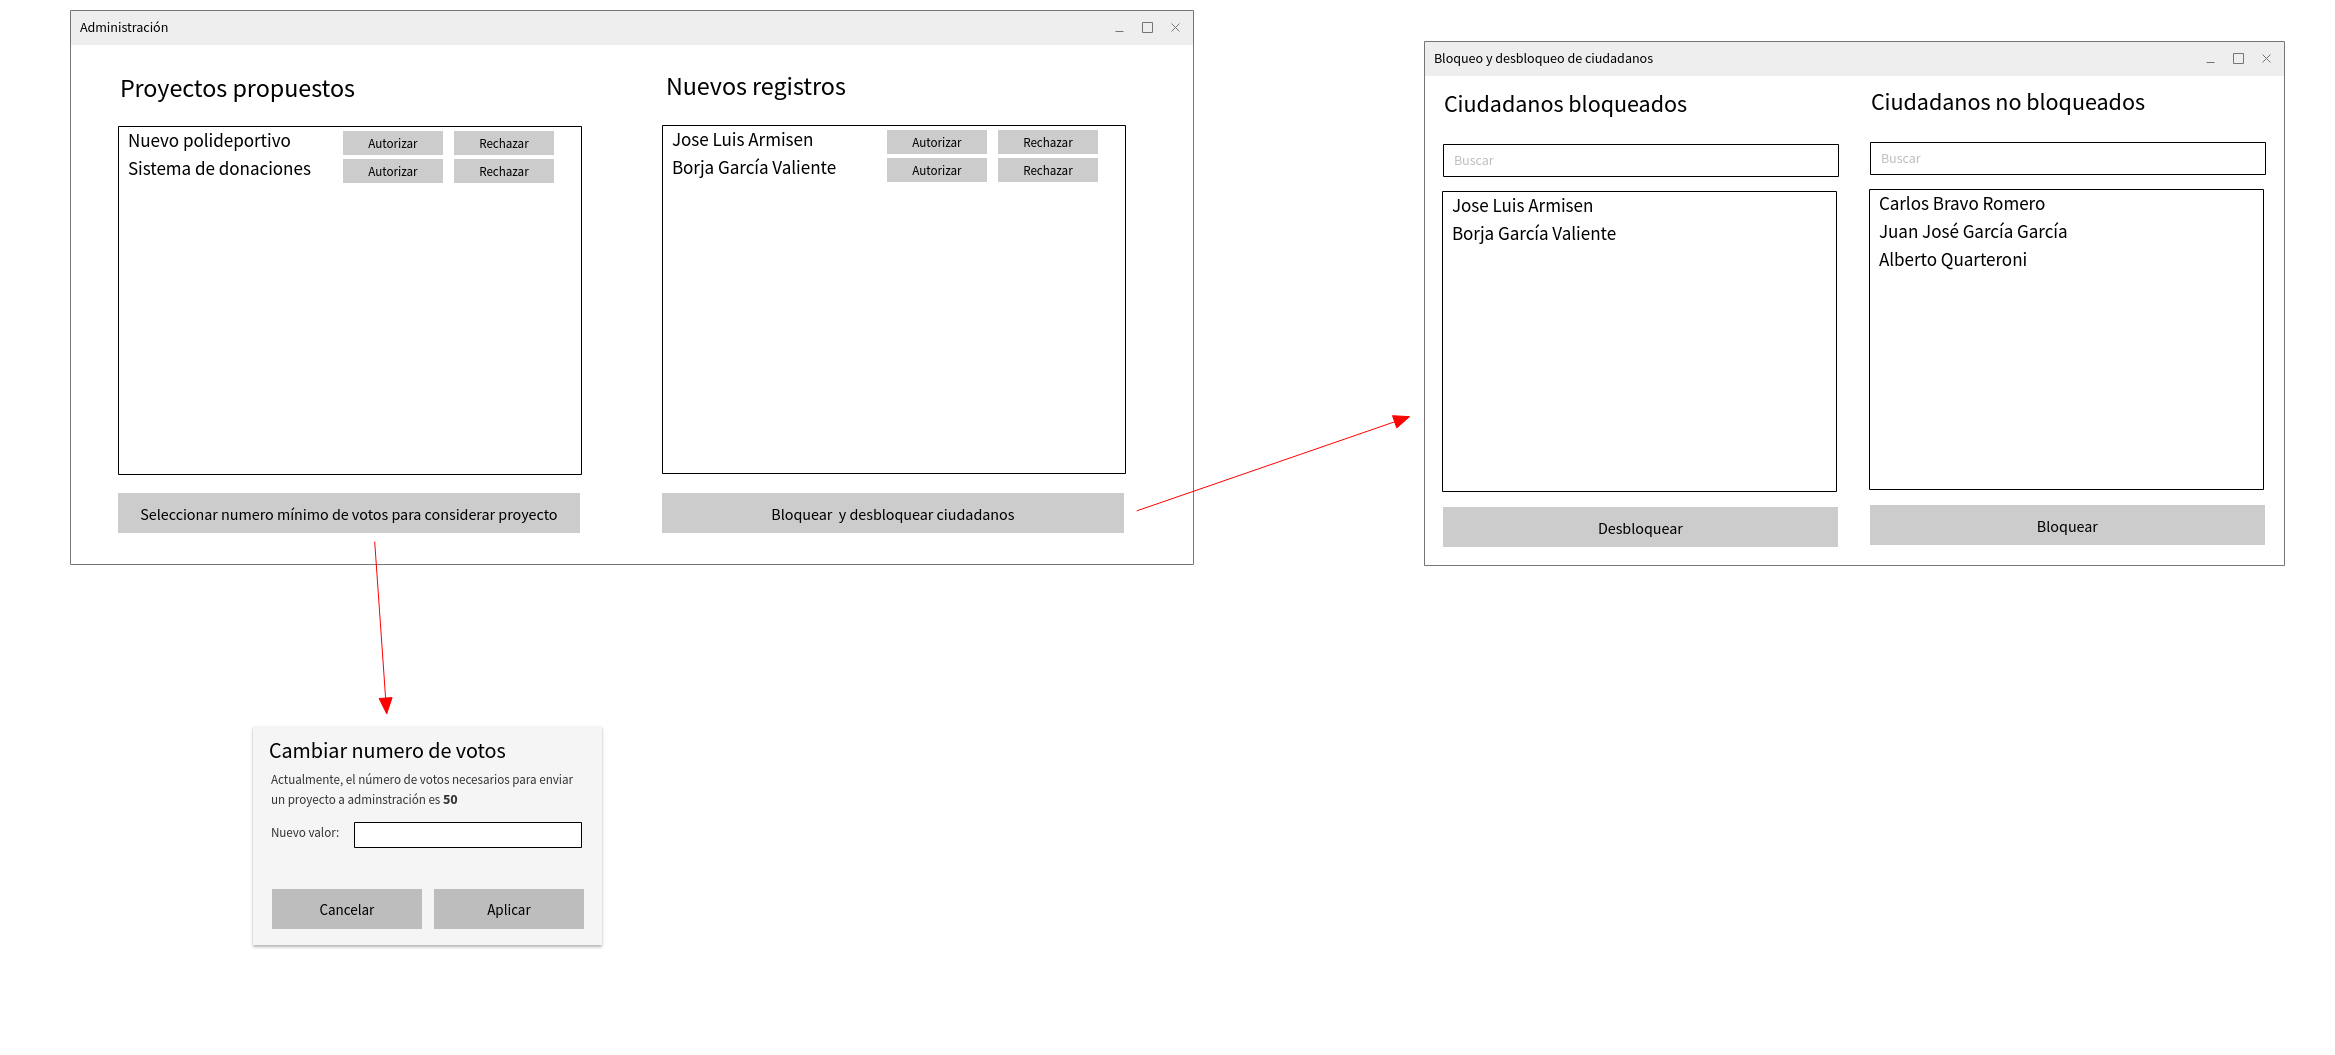 Administración
Proyectos propuestos
Nuevo polideportivo Autorizar Rechazar
Sistema de donaciones Autorizar Rechazar
Seleccionar numero mínimo de votos para considerar proyecto
Nuevos registros
Jose Luis Armisen Autorizar Rechazar
Borja García Valiente Autorizar Rechazar
Bloquear y desbloquear ciudadanos
Bloqueo y desbloqueo de ciudadanos
Ciudadanos bloqueados
Buscar
Jose Luis Armisen
Borja García Valiente
Desbloquear
Ciudadanos no bloqueados
Buscar
Carlos Bravo Romero
Juan José García García
Alberto Quarteroni
Bloquear
Cambiar numero de votos
Actualmente, el número de votos necesarios para enviar
un proyecto a adminstración es 50
Nuevo valor:
Cancelar Aplicar